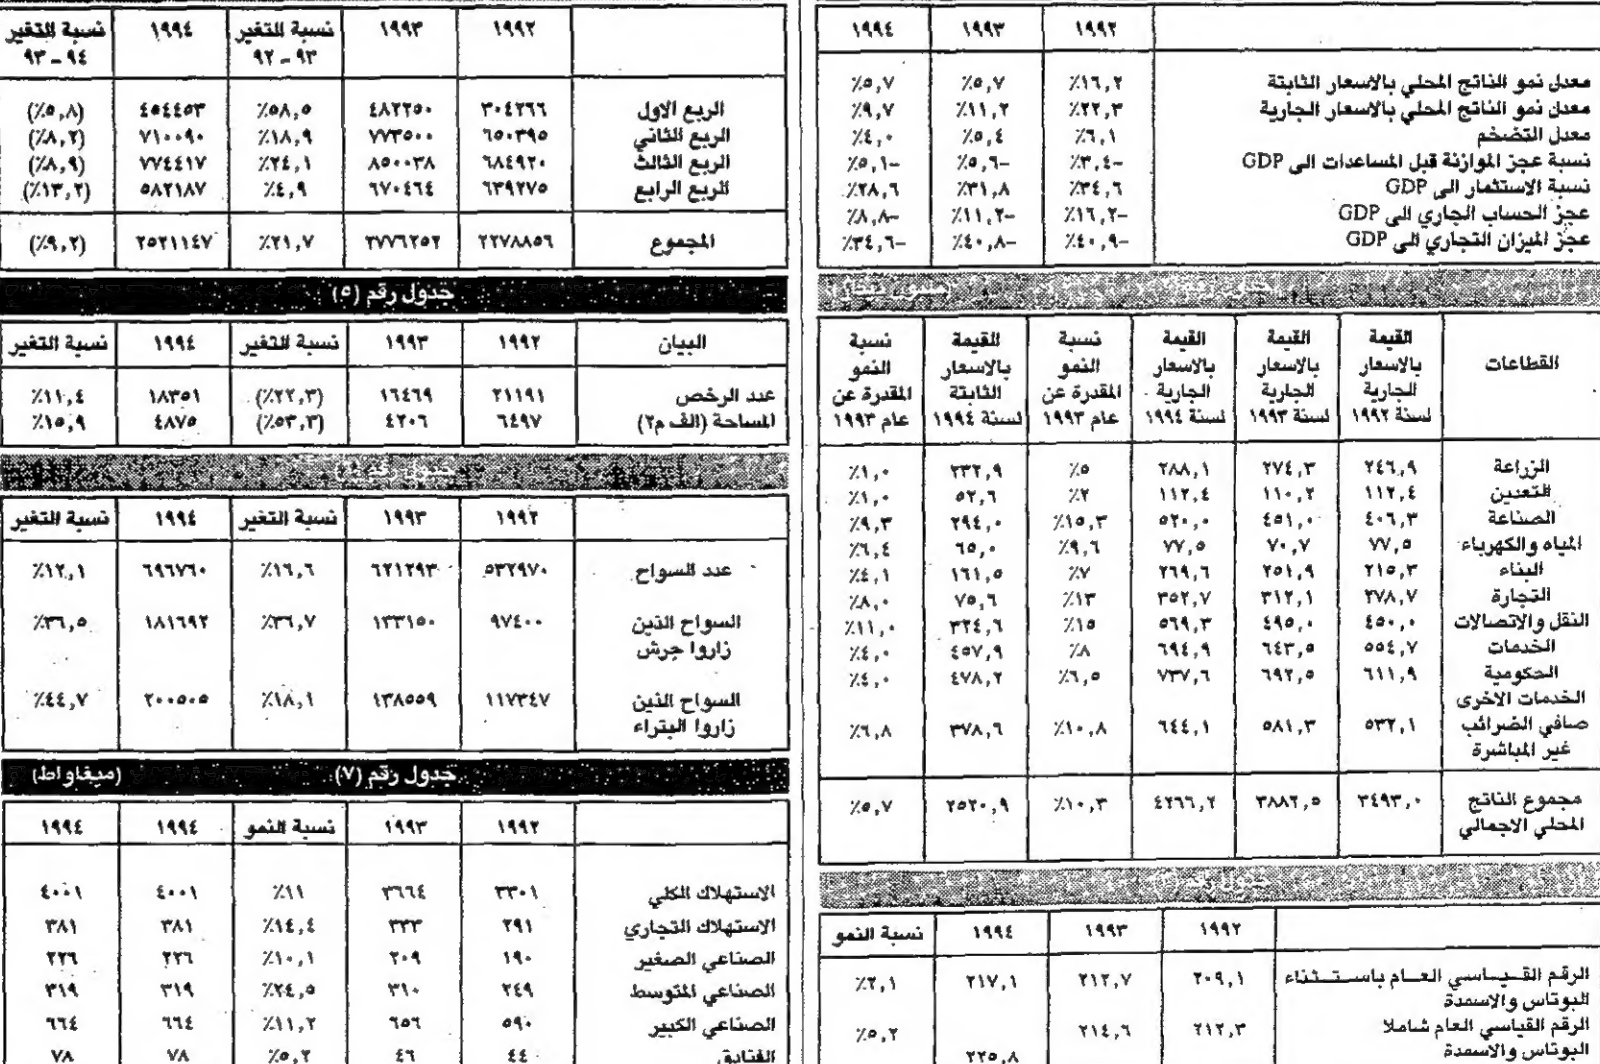 ١٩٩٢ ١٩٩٣ ١٩٩٤
معدل نمو الناتج المحلي بالاسعار الثابتة ١٦,٢٪ ٥,٧٪ ٥,٧٪
معدل نمو الناتج المحلي بالاسعار الجارية ٢٢,٣٪ ١١,٢٪ ٩,٧٪
معدل التضخم ٦,١٪ ٥,٤٪ ٤,٠٪
نسبة عجز الموازنة قبل المساعدات الى GDP -٣,٤٪ -٥,٦٪ -٥,١٪
نسبة الاستثمار الى GDP ٣٤,٦٪ ٣١,٨٪ ٢٨,٦٪
عجز الحساب الجاري الى GDP -١٦,٢٪ -١١,٢٪ -٨,٨٪
عجز الميزان التجاري الى GDP -٤٠,٩٪ -٤٠,٨٪ -٣٤,٦٪
جدول رقم
القطاعات القيمة القيمة القيمة نسبة القيمة نسبة
بالاسعار بالاسعار بالاسعار النمو بالاسعار النمو
الجارية الجارية الجارية المقدرة عن الثابتة المقدرة عن
لسنة ١٩٩٢ لسنة ١٩٩٣ لسنة ١٩٩٤ عام ١٩٩٣ لسنة ١٩٩٤ عام ١٩٩٣
الزراعة ٢٤٦,٩ ٢٧٤,٣ ٢٨٨,١ ٥٪ ٢٣٢,٩ ١,٠٪
التعدين ١١٢,٤ ١١٠,٢ ١١٢,٤ ٢٪ ٥٢,٦ ١,٠٪
الصناعة ٤٠٦,٣ ٤٥١,٠ ٥٢٠,٠ ١٥,٣٪ ٢٩٤,٠ ٩,٣٪
المياه والكهرباء ٧٧,٥ ٧٠,٧ ٧٧,٥ ٩,٦٪ ٦٥,٠ ٦,٤٪
البناء ٢١٥,٣ ٢٥١,٩ ٢٦٩,٦ ٧٪ ١٦١,٥ ٤,١٪
التجارة ٢٧٨,٧ ٣١٢,١ ٣٥٢,٧ ١٣٪ ٧٥,٦ ٨,٠٪
النقل والاتصالات ٤٥٠,٠ ٤٩٥,٠ ٥٦٩,٣ ١٥٪ ٣٢٤,٦ ١١,٠٪
الخدمات ٥٥٤,٧ ٦٤٣,٥ ٦٩٤,٩ ٨٪ ٤٥٧,٩ ٤,٠٪
الحكومية ٦١١,٩ ٦٩٢,٥ ٧٣٧,٦ ٦,٥٪ ٤٧٨,٢ ٤,٠٪
الخدمات الاخرى
صافي الضرائب ٥٣٢,١ ٥٨١,٣ ٦٤٤,١ ١٠,٨٪ ٣٧٨,٦ ٦,٨٪
غير المباشرة
مجموع الناتج ٣٤٩٣,٠ ٣٨٨٢,٥ ٤٢٦٦,٢ ١٠,٣٪ ٢٥٢٠,٩ ٥,٧٪
المحلي الاجمالي
جدول رقم
١٩٩٢ ١٩٩٣ ١٩٩٤ نسبة النمو
الرقم القياسي العام باستثناء ٢٠٩,١ ٢١٢,٧ ٢١٧,١ ٢,١٪
البوتاس والاسمدة
الرقم القياسي العام شاملا ٢١٢,٣ ٢١٤,٦ ٥,٢٪
البوتاس والاسمدة ٢٢٥,٨
١٩٩٢ ١٩٩٣ نسبة التغير ١٩٩٤ نسبة التغير
٩٣ - ٩٢ ٩٤ - ٩٣
الربع الاول ٣٠٤٢٦٦ ٤٨٢٢٥٠ ٥٨,٥٪ ٤٥٤٤٥٣ (٥,٨٪)
الربع الثاني ٦٥٠٣٩٥ ٧٧٣٥٠٠ ١٨,٩٪ ٧١٠٠٩٠ (٨,٢٪)
الربع الثالث ٦٨٤٩٢٠ ٨٥٠٠٣٨ ٢٤,١٪ ٧٧٤٤١٧ (٨,٩٪)
الربع الرابع ٦٣٩٢٧٥ ٦٧٠٤٦٤ ٤,٩٪ ٥٨٢١٨٧ (١٣,٢٪)
المجموع ٢٢٧٨٨٥٦ ٢٧٧٦٢٥٢ ٢١,٧٪ ٢٥٢١١٤٧ (٩,٢٪)
جدول رقم (٥)
البيان ١٩٩٢ ١٩٩٣ نسبة التغير ١٩٩٤ نسبة التغير
عدد الرخص ٢١١٩١ ١٦٤٦٩ (٢٢,٣٪) ١٨٣٥١ ١١,٤٪
المساحة (الف م٢) ٦٤٩٧ ٤٢٠٦ (٥٣,٣٪) ٤٨٧٥ ١٥,٩٪
جدول رقم
١٩٩٢ ١٩٩٣ نسبة التغير ١٩٩٤ نسبة التغير
عدد السواح ٥٣٢٩٧٠ ٦٢١٢٩٣ ١٦,٦٪ ٦٩٦٧٦٠ ١٢,١٪
السواح الذين ٩٧٤٠٠ ١٣٣١٥٠ ٣٦,٧٪ ١٨١٦٩٢ ٣٦,٥٪
زاروا جرش
السواح الذين ١١٧٣٤٧ ١٣٨٥٥٩ ١٨,١٪ ٢٠٠٥٠٥ ٤٤,٧٪
زاروا البتراء
جدول رقم (٧) (ميغاواط)
١٩٩٢ ١٩٩٣ نسبة النمو ١٩٩٤ ١٩٩٤
الاستهلاك الكلي ٣٣٠١ ٣٦٦٤ ١١٪ ٤٠٠١ ٤٠٠١
الاستهلاك التجاري ٢٩١ ٣٣٣ ١٤,٤٪ ٣٨١ ٣٨١
الصناعي الصغير ١٩٠ ٢٠٩ ١٠,١٪ ٢٢٦ ٢٢٦
الصناعي المتوسط ٢٤٩ ٣١٠ ٢٤,٥٪ ٣١٩ ٣١٩
الصناعي الكبير ٥٩٠ ٦٥٦ ١١,٢٪ ٦٦٤ ٦٦٤
الفنادق ٤٤ ٤٦ ٥,٢٪ ٧٨ ٧٨